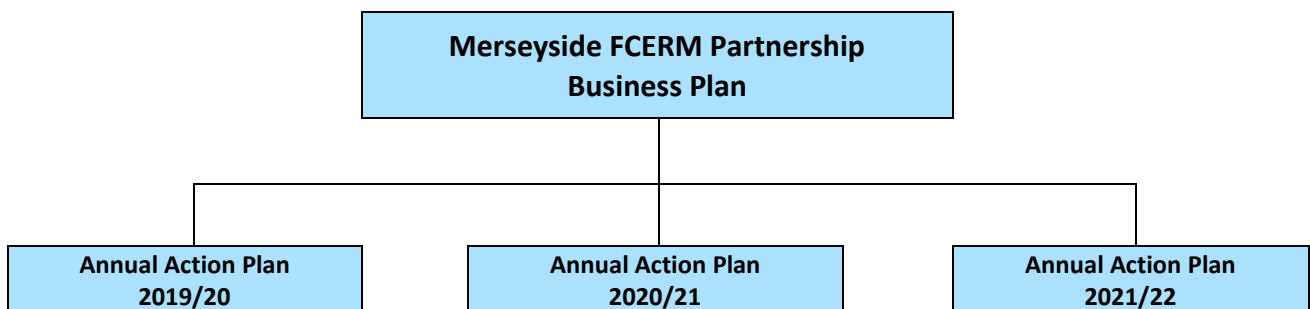 Merseyside FCERM Partnership
Business Plan
Annual Action Plan
2019/20
Annual Action Plan
2020/21
Annual Action Plan
2021/22